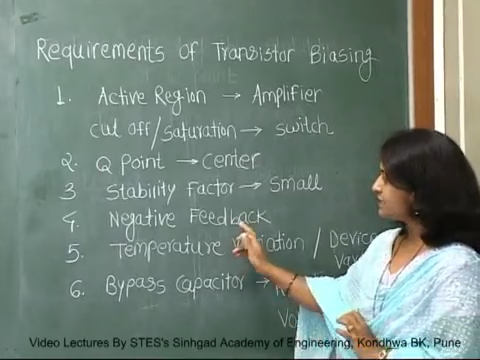 Requirements of Transistor Biasing
1. Active Region → Amplifier
Cut off/Saturation → Switch
2. Q Point → center
3 Stability Factor → small
4. Negative Feedback
5. Temperature / Device
6. Bypass Capacitor →
Video Lectures By STES's Sinhgad Academy of Engineering, Kondhwa BK, Pune